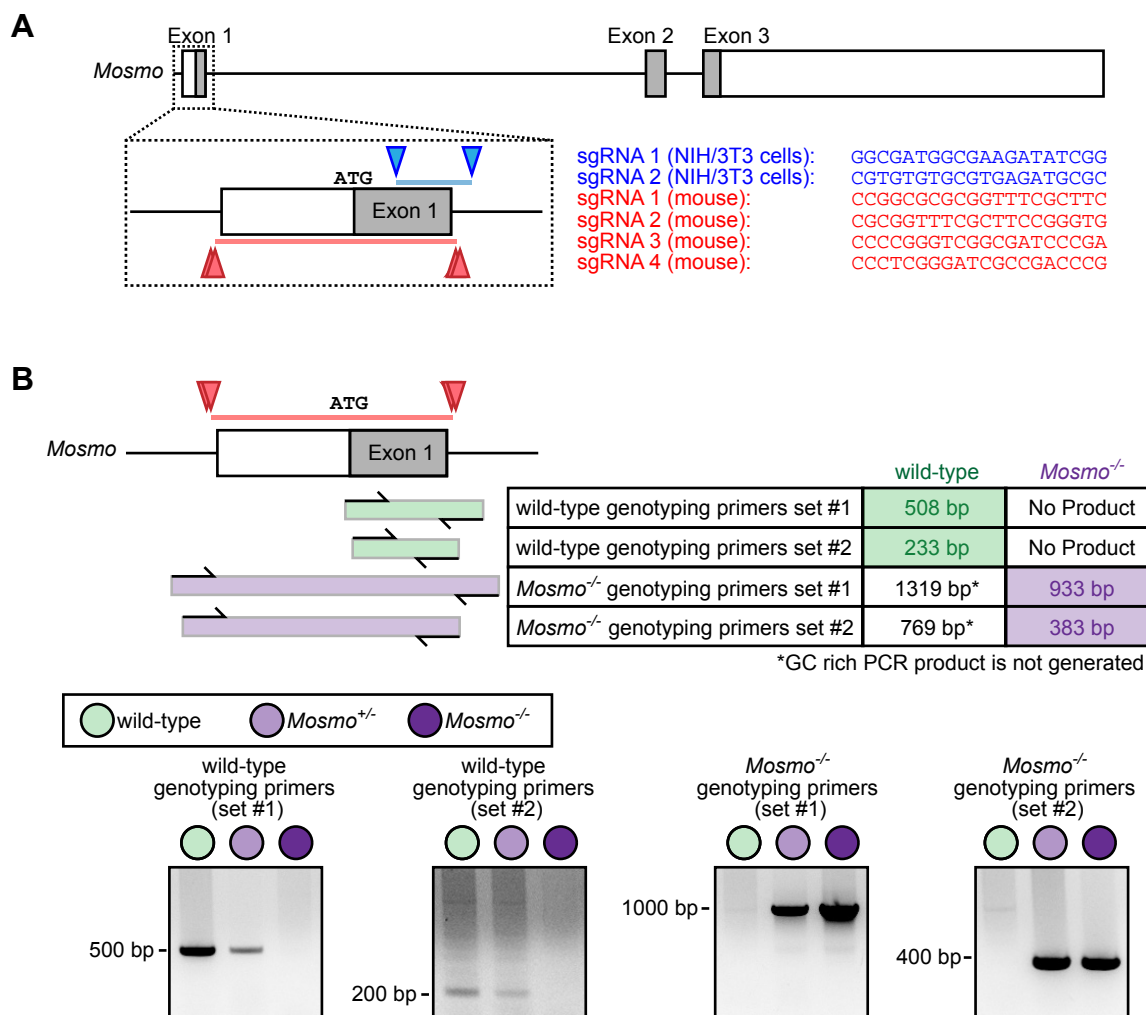 A
Exon 1
Exon 2
Exon 3
Mosmo
ATG
Exon 1
sgRNA 1 (NIH/3T3 cells): GGCGATGGCGAAGATATCGG
sgRNA 2 (NIH/3T3 cells): CGTGTGTGCGTGAGATGCGC
sgRNA 1 (mouse): CCGGCGCGCGGTTTCGCTTC
sgRNA 2 (mouse): CGCGGTTTCGCTTCCGGGTG
sgRNA 3 (mouse): CCCCGGGTCGGCGATCCCGA
sgRNA 4 (mouse): CCCTCGGGATCGCCGACCCG
B
ATG
Mosmo
Exon 1
wild-type Mosmo-/-
wild-type genotyping primers set #1 508 bp No Product
wild-type genotyping primers set #2 233 bp No Product
Mosmo-/- genotyping primers set #1 1319 bp* 933 bp
Mosmo-/- genotyping primers set #2 769 bp* 383 bp
*GC rich PCR product is not generated
wild-type Mosmo+/- Mosmo-/-
wild-type
genotyping primers
(set #1)
500 bp
wild-type
genotyping primers
(set #2)
200 bp
Mosmo-/-
genotyping primers
(set #1)
1000 bp
Mosmo-/-
genotyping primers
(set #2)
400 bp